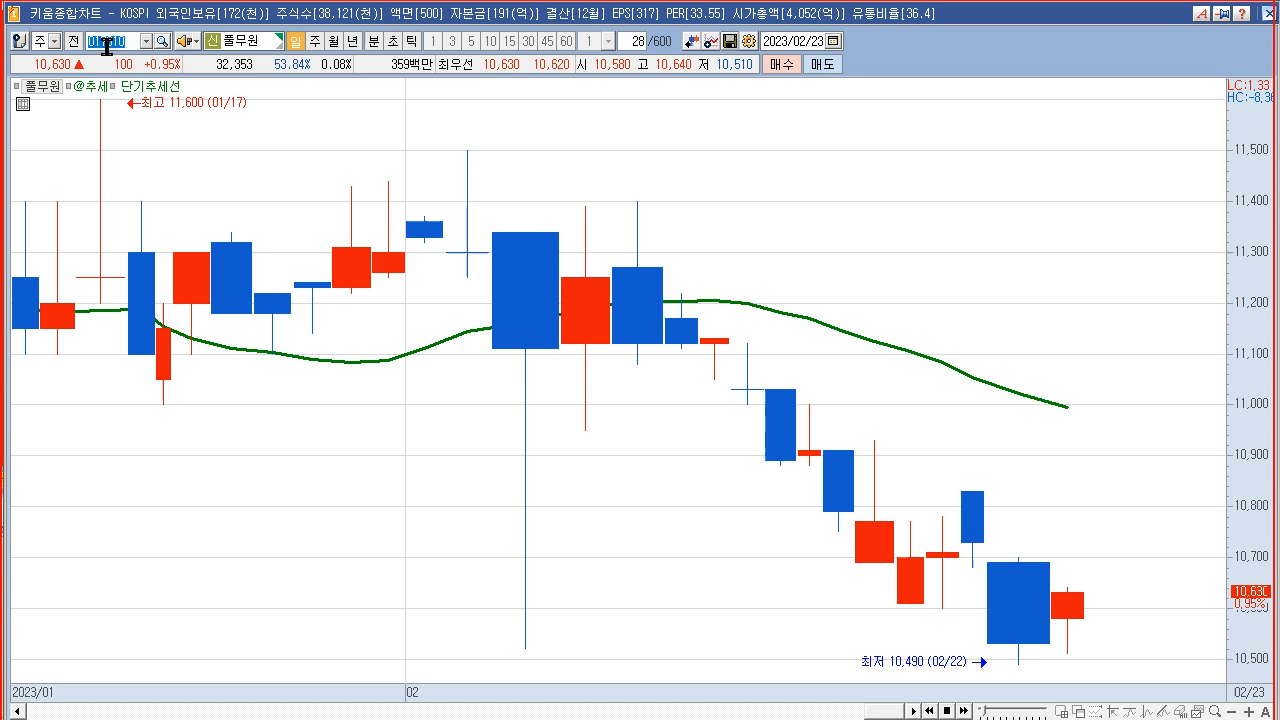 키움종합차트 - KOSPI 외국인보유[172(천)] 주식수[38,121(천)] 액면[500] 자본금[191(억)] 결산[12월] EPS[317] PER[33.55] 시가총액[4,052(억)] 유통비율[36.4]
주 전 신 풀무원 일 주 월 년 분 초 틱 1 3 5 10 15 30 45 60 1 28 /600 2023/02/23
10,630 ▲ 100 +0.95% 32,353 53.84% 0.08% 359백만 최우선 10,630 10,620 시 10,580 고 10,640 저 10,510 매수 매도
풀무원 @추세 단기추세선
LC:1,33
HC:-8,36
최고 11,600 (01/17)
11,500
11,400
11,300
11,200
11,100
11,000
10,900
10,800
10,700
10,630
0,95%
최저 10,490 (02/22)
10,500
2023/01 02 02/23